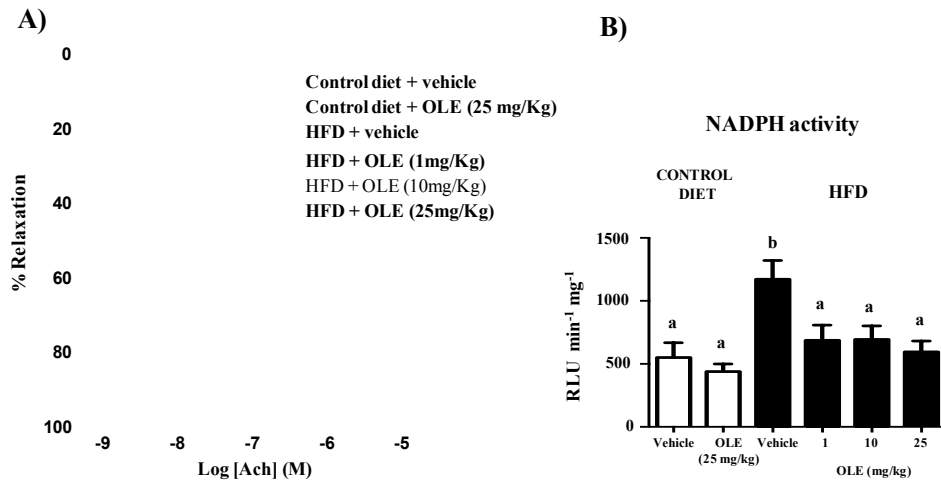 A)
0
20
40
60
80
100
% Relaxation
-9 -8 -7 -6 -5
Log [Ach] (M)
Control diet + vehicle
Control diet + OLE (25 mg/Kg)
HFD + vehicle
HFD + OLE (1mg/Kg)
HFD + OLE (10mg/Kg)
HFD + OLE (25mg/Kg)
B)
NADPH activity
CONTROL
DIET
HFD
1500
1000
500
0
RLU min⁻¹ mg⁻¹
a a b a a a
Vehicle OLE Vehicle 1 10 25
(25 mg/kg)
OLE (mg/kg)